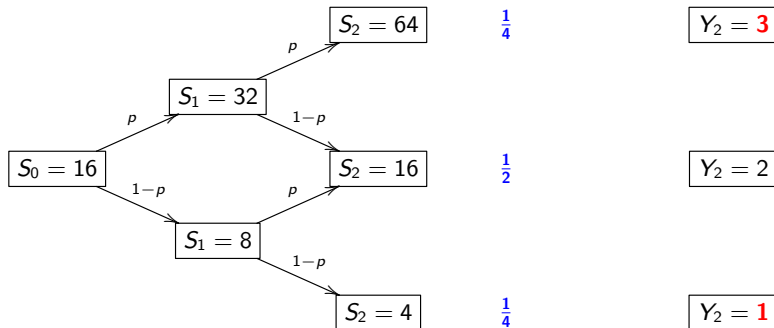 S₂ = 64 1/4 Y₂ = 3
p
S₁ = 32
p 1−p
S₀ = 16 S₂ = 16 1/2 Y₂ = 2
1−p p
S₁ = 8
1−p
S₂ = 4 1/4 Y₂ = 1